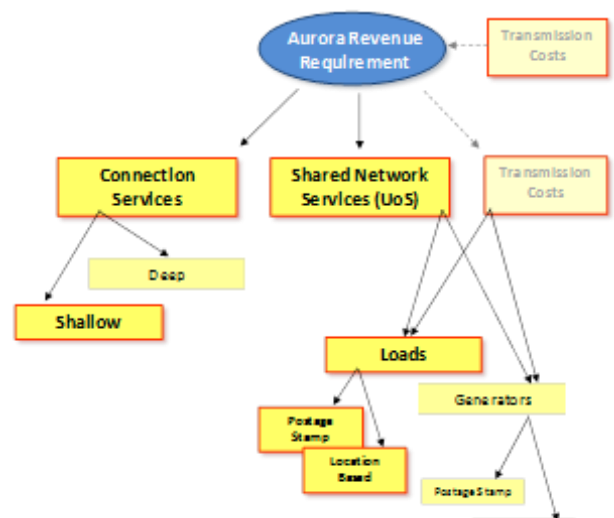 Aurora Revenue
Requirement
Transmission
Costs
Connection
Services
Shared Network
Services (UoS)
Transmission
Costs
Deep
Shallow
Loads
Generators
Postage
Stamp
Location
Based
Postage Stamp